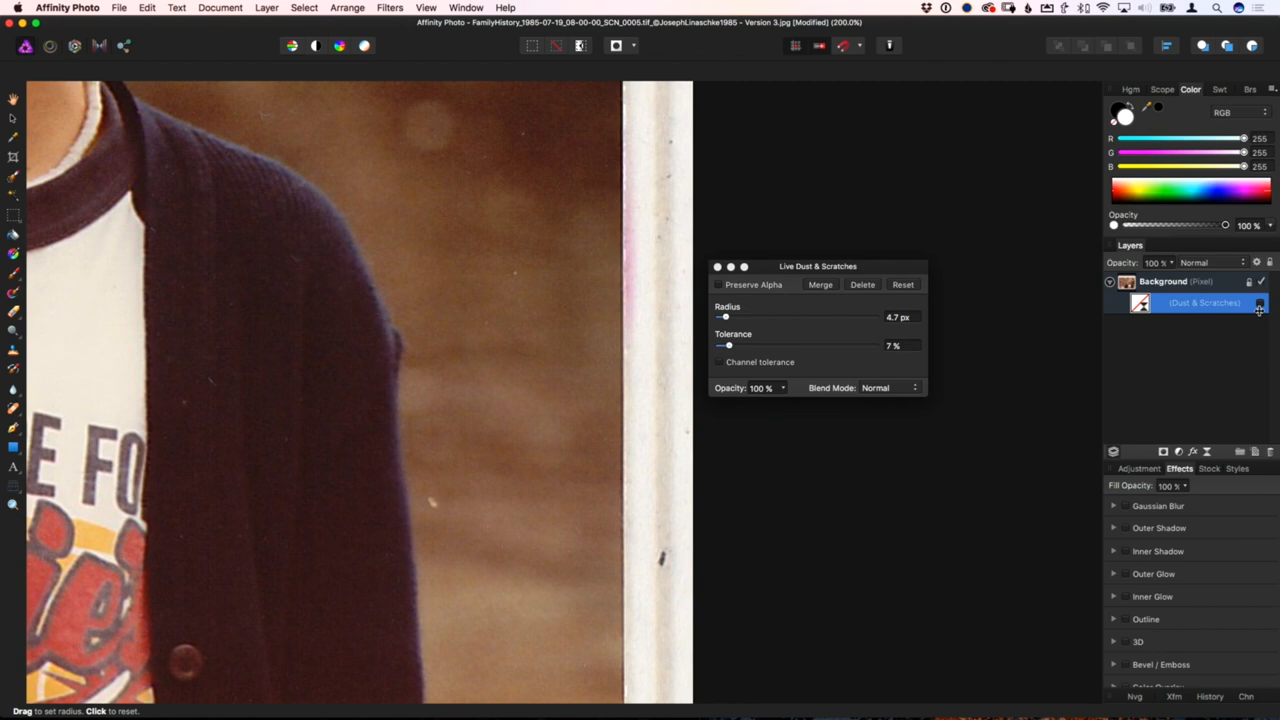 Affinity Photo File Edit Text Document Layer Select Arrange Filters View Window Help
Affinity Photo - FamilyHistory_1985-07-19_08-00-00_SCN_0005.tif_©JosephLinaschke1985 - Version 3.jpg [Modified] (200.0%)
Hgm Scope Color Swt Brs
RGB
R 255
G 255
B 255
Opacity
100 %
Layers
Opacity: 100 % Normal
Background (Pixel)
(Dust & Scratches)
Live Dust & Scratches
Preserve Alpha Merge Delete Reset
Radius
4.7 px
Tolerance
7 %
Channel tolerance
Opacity: 100 % Blend Mode: Normal
E FO
Adjustment Effects Stock Styles
Fill Opacity: 100 %
Gaussian Blur
Outer Shadow
Inner Shadow
Outer Glow
Inner Glow
Outline
3D
Bevel / Emboss
Color Overlay
Nvg Xfm History Chn
Drag to set radius. Click to reset.